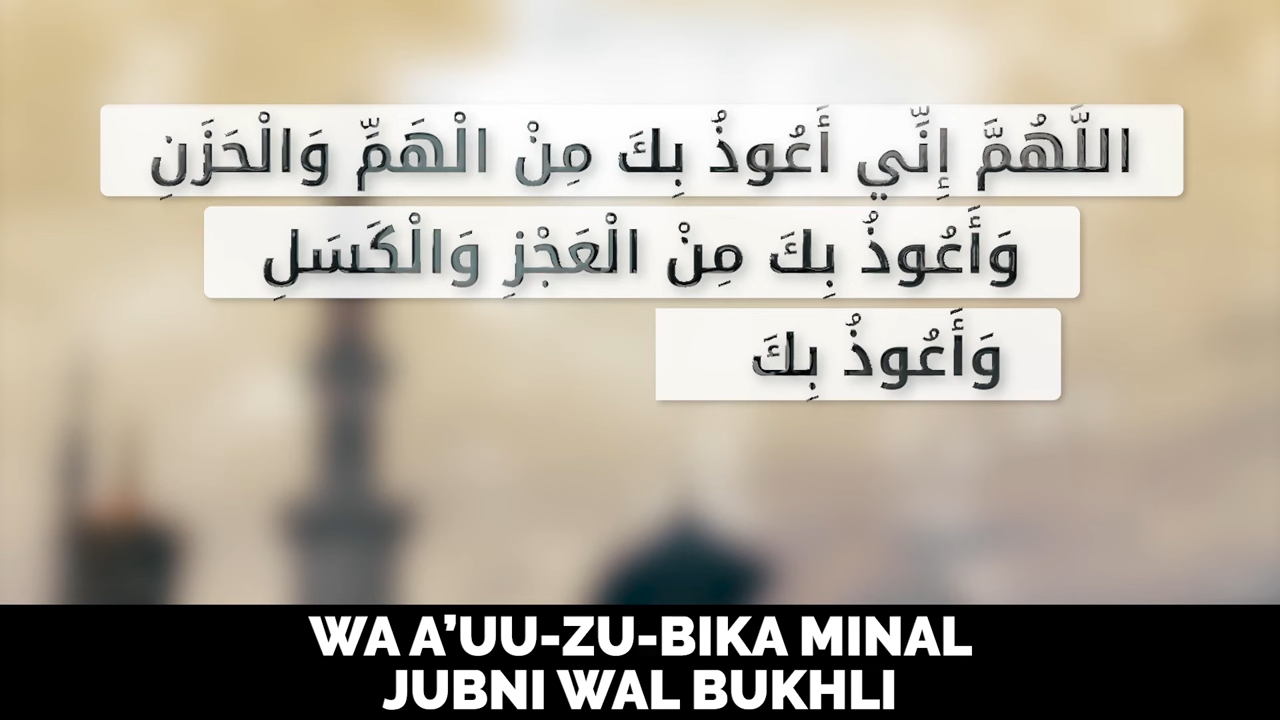 اللَّهُمَّ إِنِّي أَعُوذُ بِكَ مِنْ الْهَمِّ وَالْحَزَنِ
وَأَعُوذُ بِكَ مِنْ الْعَجْزِ وَالْكَسَلِ
وَأَعُوذُ بِكَ
WA A’UU-ZU-BIKA MINAL
JUBNI WAL BUKHLI